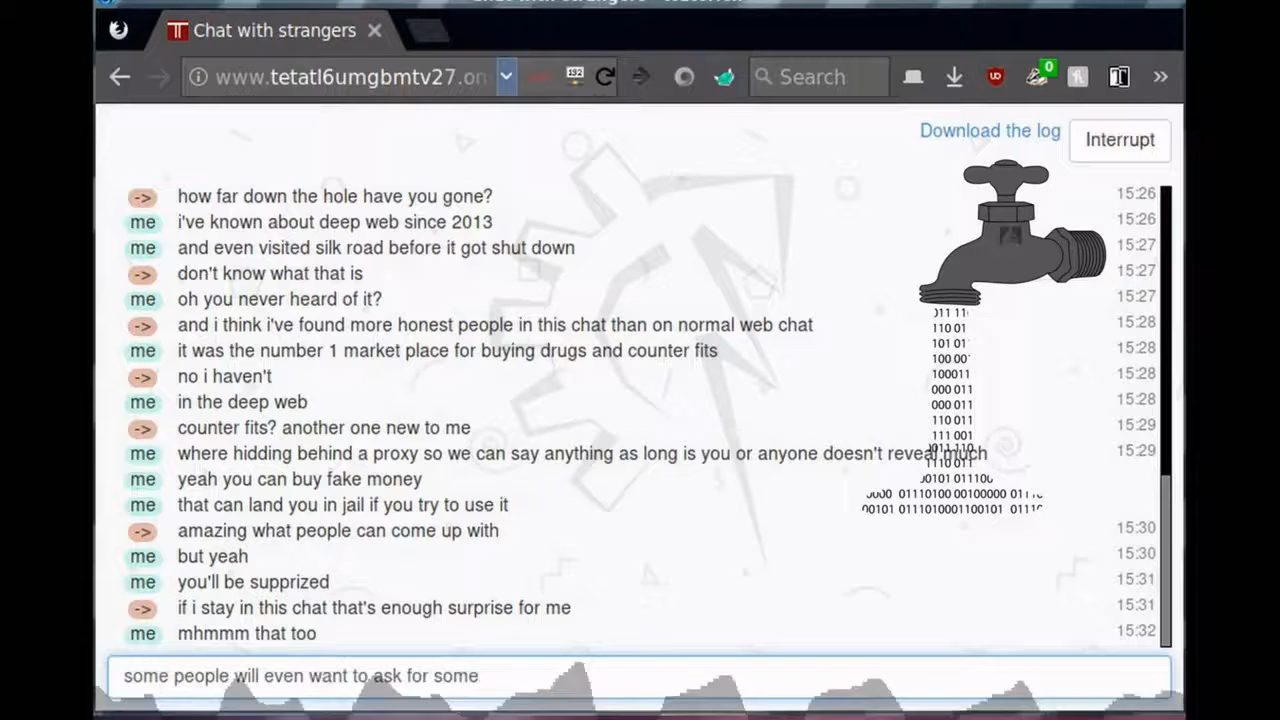 Chat with strangers
www.tetatl6umgbmtv27.on
Search
0
Download the log
Interrupt
-> how far down the hole have you gone? 15:26
me i've known about deep web since 2013 15:26
me and even visited silk road before it got shut down 15:27
-> don't know what that is 15:27
me oh you never heard of it? 15:27
-> and i think i've found more honest people in this chat than on normal web chat 15:28
me it was the number 1 market place for buying drugs and counter fits 15:28
-> no i haven't 15:28
me in the deep web 15:28
-> counter fits? another one new to me 15:29
me where hidding behind a proxy so we can say anything as long is you or anyone doesn't reveal much 15:29
me yeah you can buy fake money
me that can land you in jail if you try to use it
-> amazing what people can come up with 15:30
me but yeah 15:30
me you'll be supprized 15:31
-> if i stay in this chat that's enough surprise for me 15:31
me mhmmm that too 15:32
some people will even want to ask for some